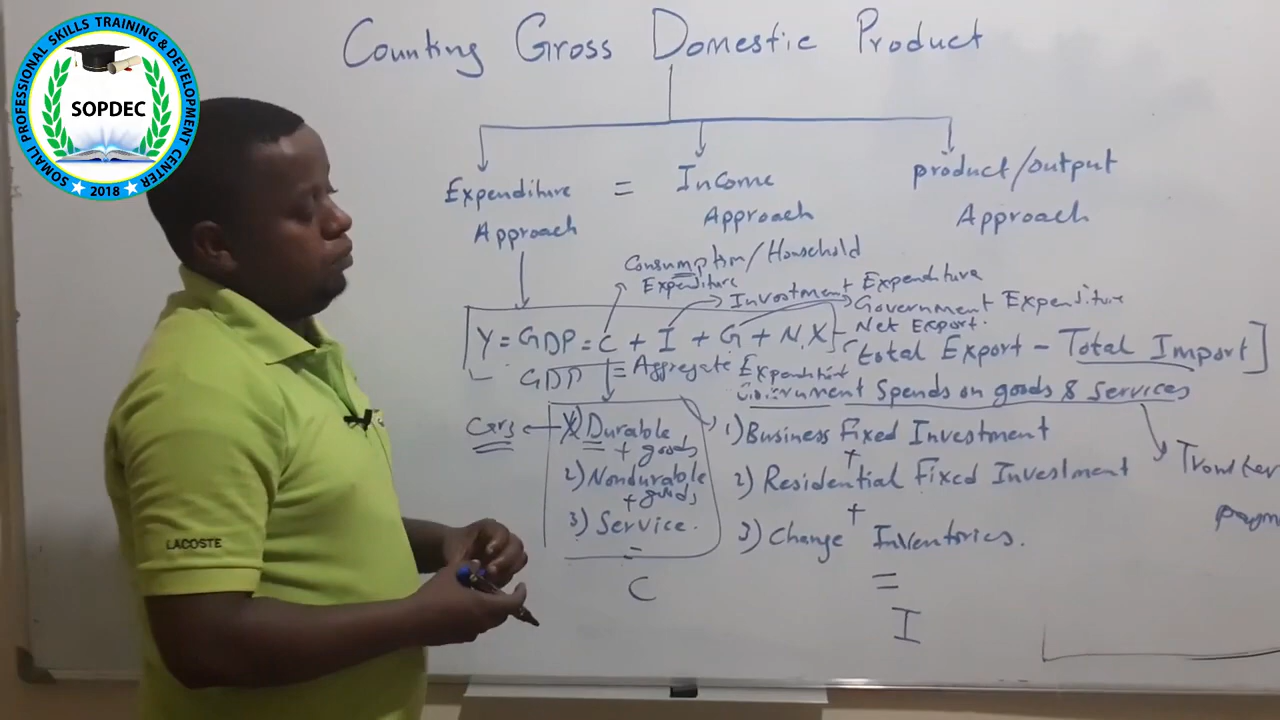 SOMALI PROFESSIONAL SKILLS TRAINING & DEVELOPMENT CENTER
SOPDEC
2018
Counting Gross Domestic Product
Expenditure Approach
=
Income Approach
product/output Approach
Consumption/Household Expenditure
Investment Expenditure
Government Expenditure
Net Export.
Y = GDP = C + I + G + N.X
[total Export - Total Import]
GDP = Aggregate Expenditure
Government Spends on goods & Services
Cars
1) Durable goods
+
2) Nondurable goods
+
3) Service.
=
C
1) Business Fixed Investment
+
2) Residential Fixed Investment
+
3) Change Inventories.
=
I
LACOSTE